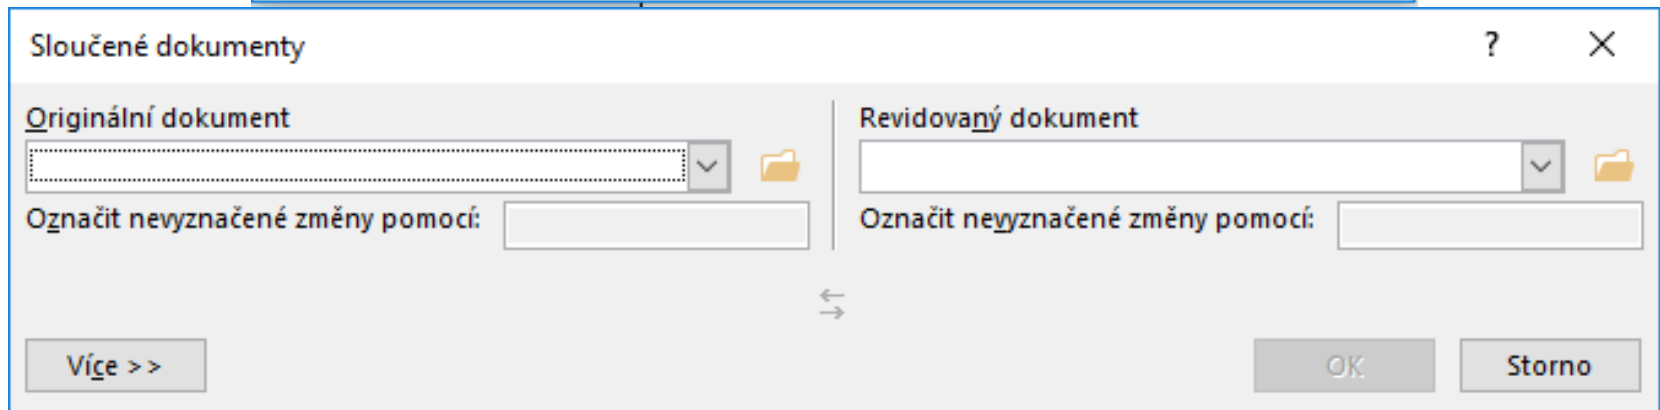 Sloučené dokumenty ?
Originální dokument
Označit nevyznačené změny pomocí:
Revidovaný dokument
Označit nevyznačené změny pomocí:
Více >>
OK
Storno